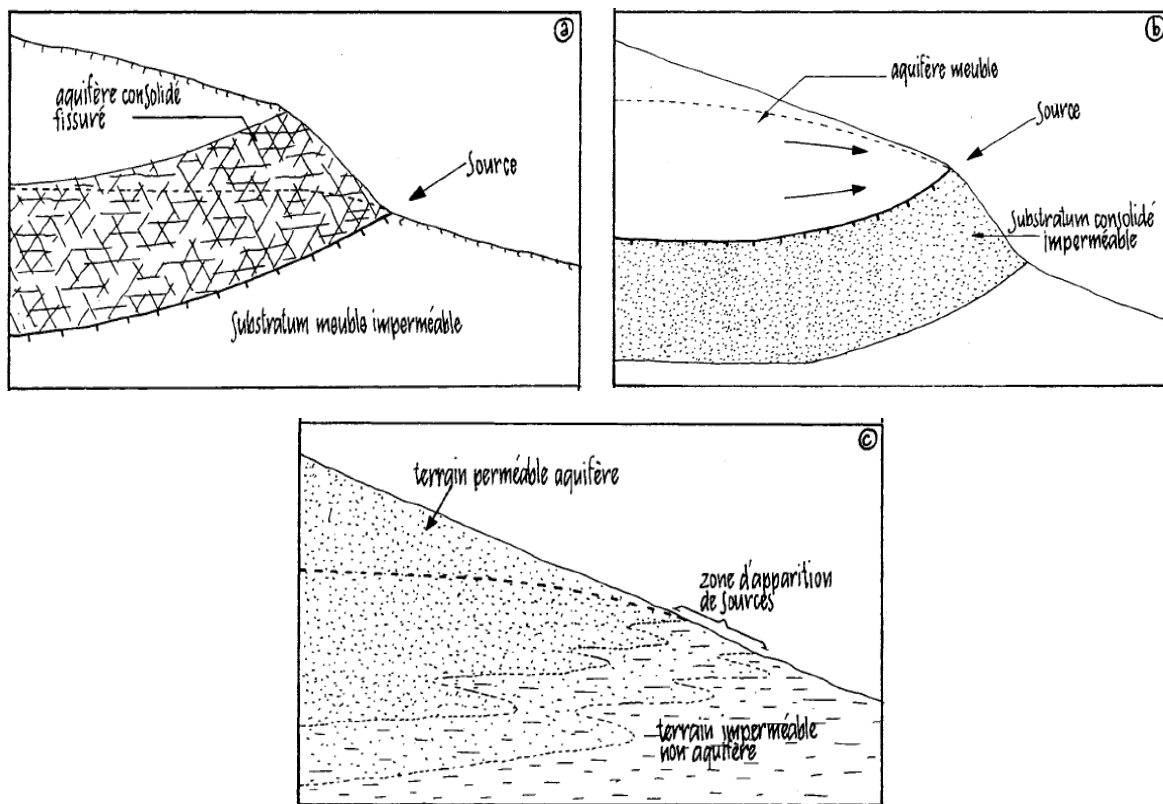 a
aquifère consolidé
fissuré
source
substratum meuble imperméable
b
aquifère meuble
source
substratum consolidé
imperméable
c
terrain perméable aquifère
zone d'apparition
de sources
terrain imperméable
non aquifère